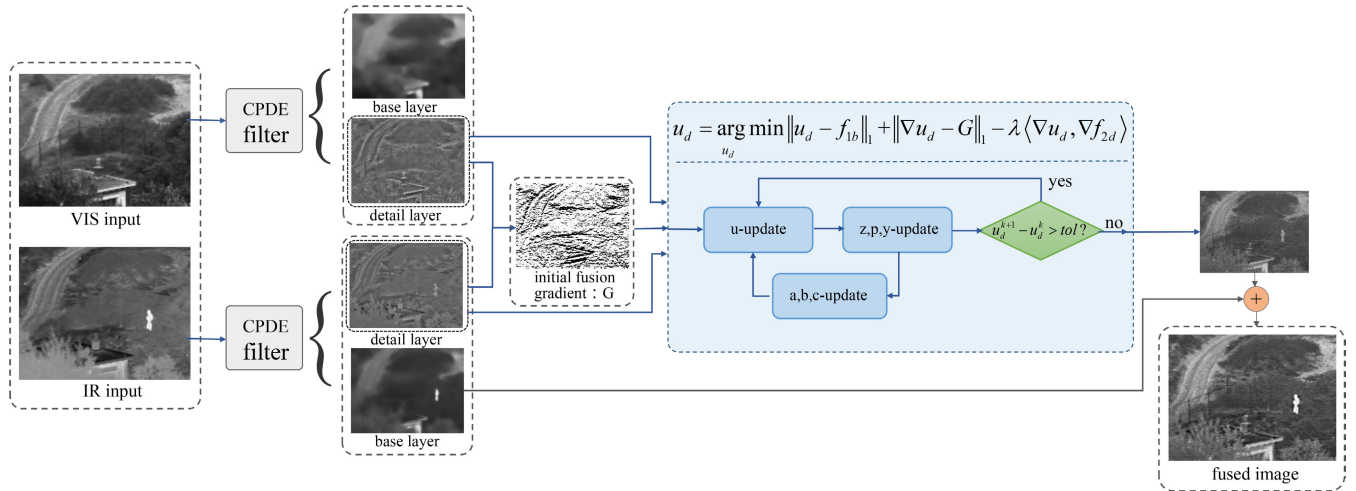 VIS input
IR input
CPDE
filter
CPDE
filter
base layer
detail layer
detail layer
base layer
initial fusion
gradient：G
u_d = arg min_{u_d} ‖u_d − f_{1b}‖_1 + ‖∇u_d − G‖_1 − λ⟨∇u_d, ∇f_{2d}⟩
yes
u-update
z,p,y-update
u_d^{k+1} − u_d^k > tol ?
no
a,b,c-update
+
fused image